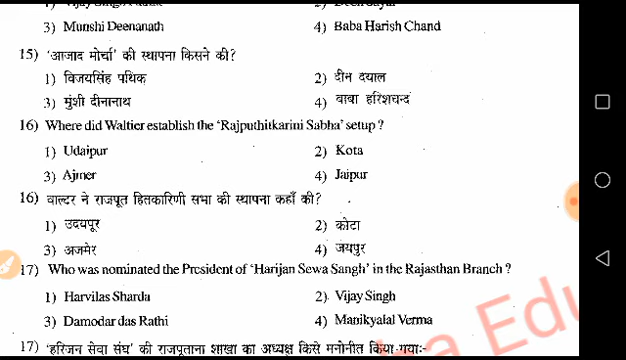 3) Munshi Deenanath 4) Baba Harish Chand
15) 'आजाद मोर्चा' की स्थापना किसने की?
1) विजयसिंह पथिक 2) दीन दयाल
3) मुंशी दीनानाथ 4) बाबा हरिशचन्द
16) Where did Waltier establish the 'Rajputhitkarini Sabha' setup ?
1) Udaipur 2) Kota
3) Ajmer 4) Jaipur
16) वाल्टर ने राजपूत हितकारिणी सभा की स्थापना कहाँ की?
1) उदयपूर 2) कोटा
3) अजमेर 4) जयपुर
17) Who was nominated the President of 'Harijan Sewa Sangh' in the Rajasthan Branch ?
1) Harvilas Sharda 2) Vijay Singh
3) Damodar das Rathi 4) Manikyalal Verma
17) 'हरिजन सेवा संघ' की राजपूताना शाखा का अध्यक्ष किसे मनोनीत किया गया:-